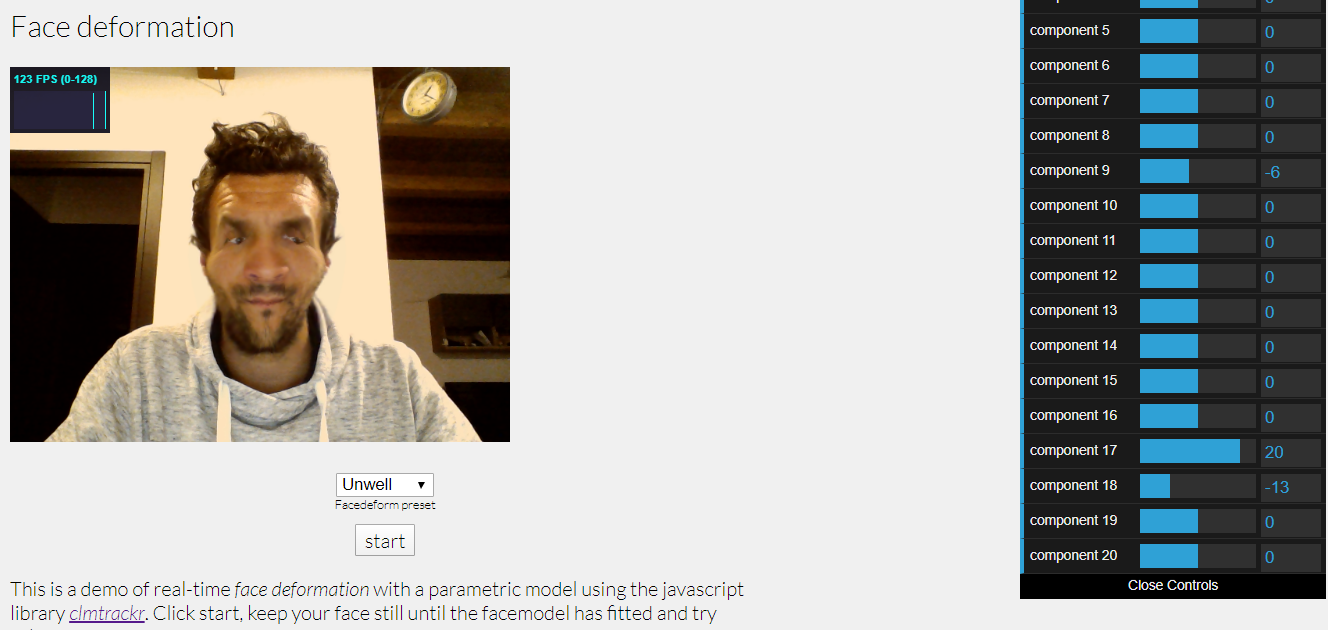 Face deformation
123 FPS (0-128)
Unwell ▼
Facedeform preset
start
This is a demo of real-time face deformation with a parametric model using the javascript
library clmtrackr. Click start, keep your face still until the facemodel has fitted and try
component 5 0
component 6 0
component 7 0
component 8 0
component 9 -6
component 10 0
component 11 0
component 12 0
component 13 0
component 14 0
component 15 0
component 16 0
component 17 20
component 18 -13
component 19 0
component 20 0
Close Controls